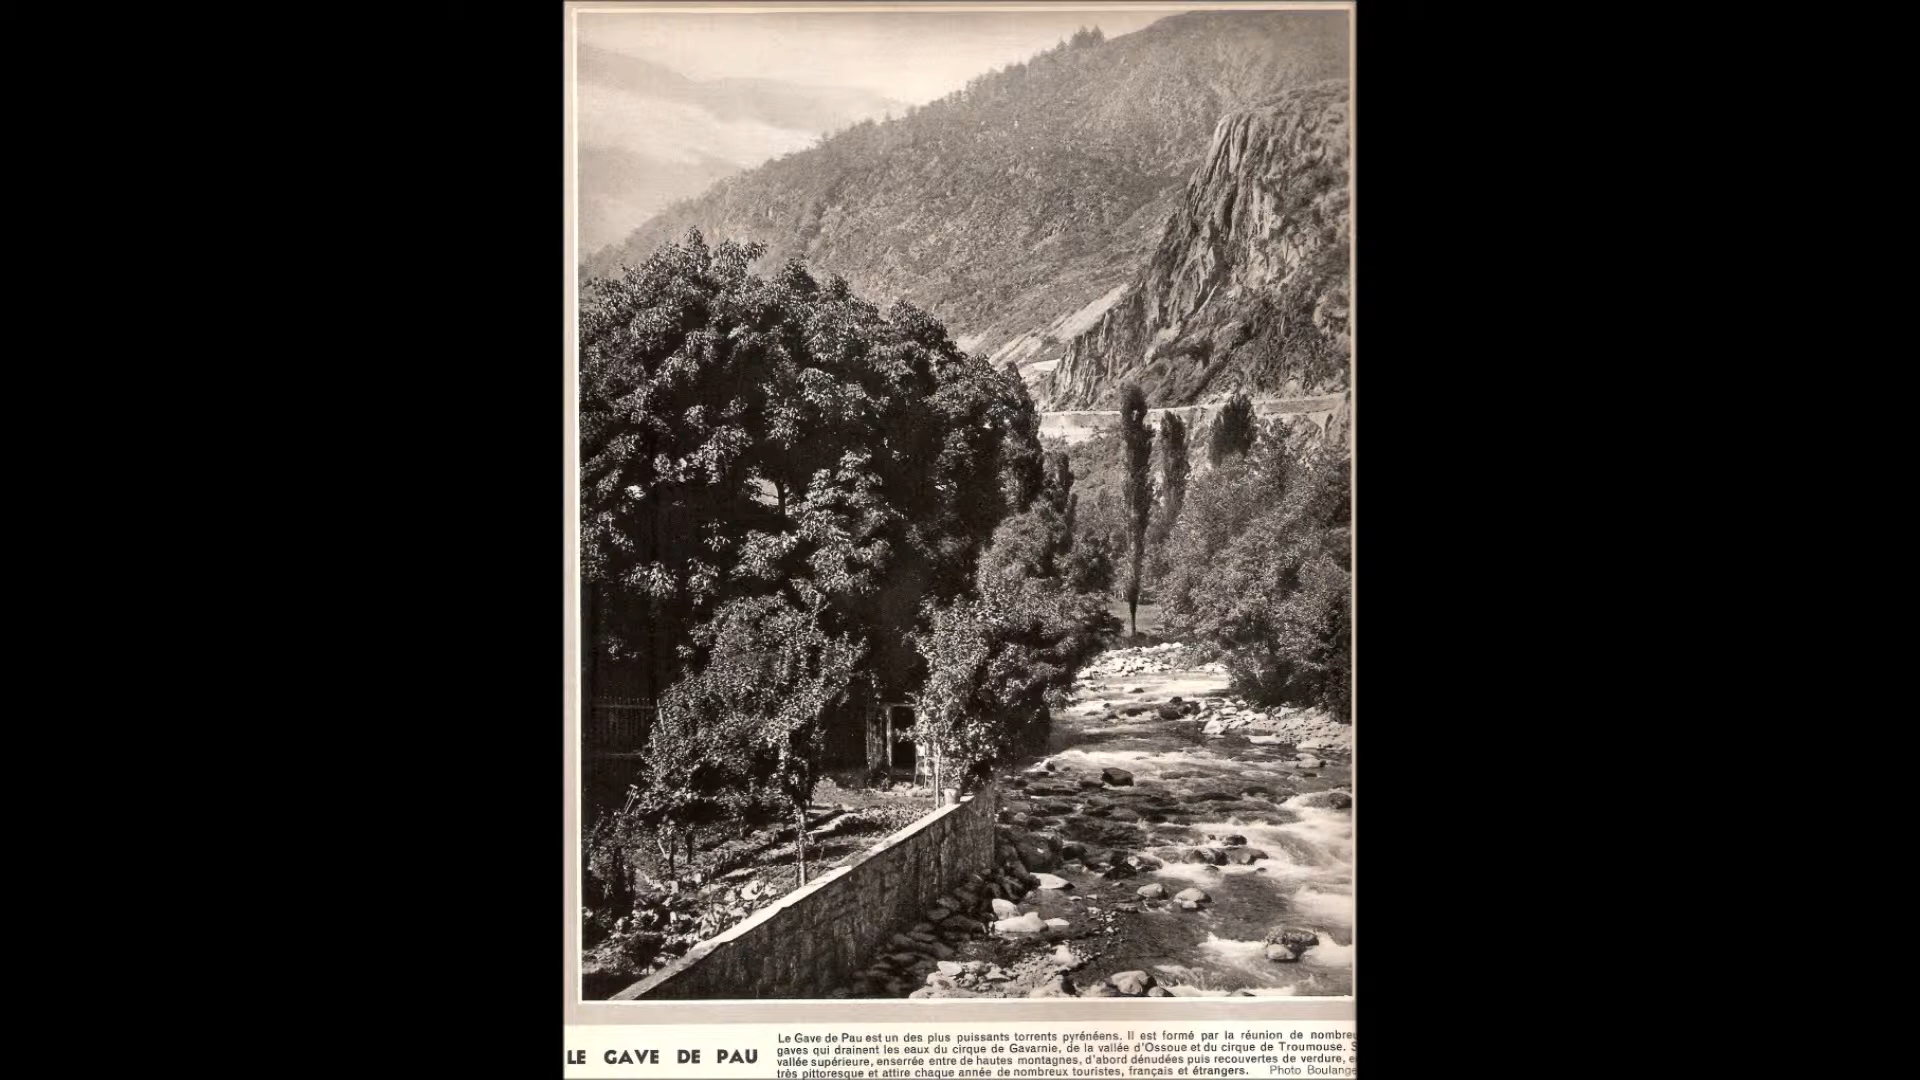 LE GAVE DE PAU
Le Gave de Pau est un des plus puissants torrents pyrénéens. Il est formé par la réunion de
gaves qui drainent les eaux du cirque de Gavarnie, de la vallée d'Ossoue et du cirque de Troumouse.
vallée supérieure, enserrée entre de hautes montagnes, d'abord dénudées puis recouvertes de verdure,
très pittoresque et attire chaque année de nombreux touristes, français et étrangers. Photo